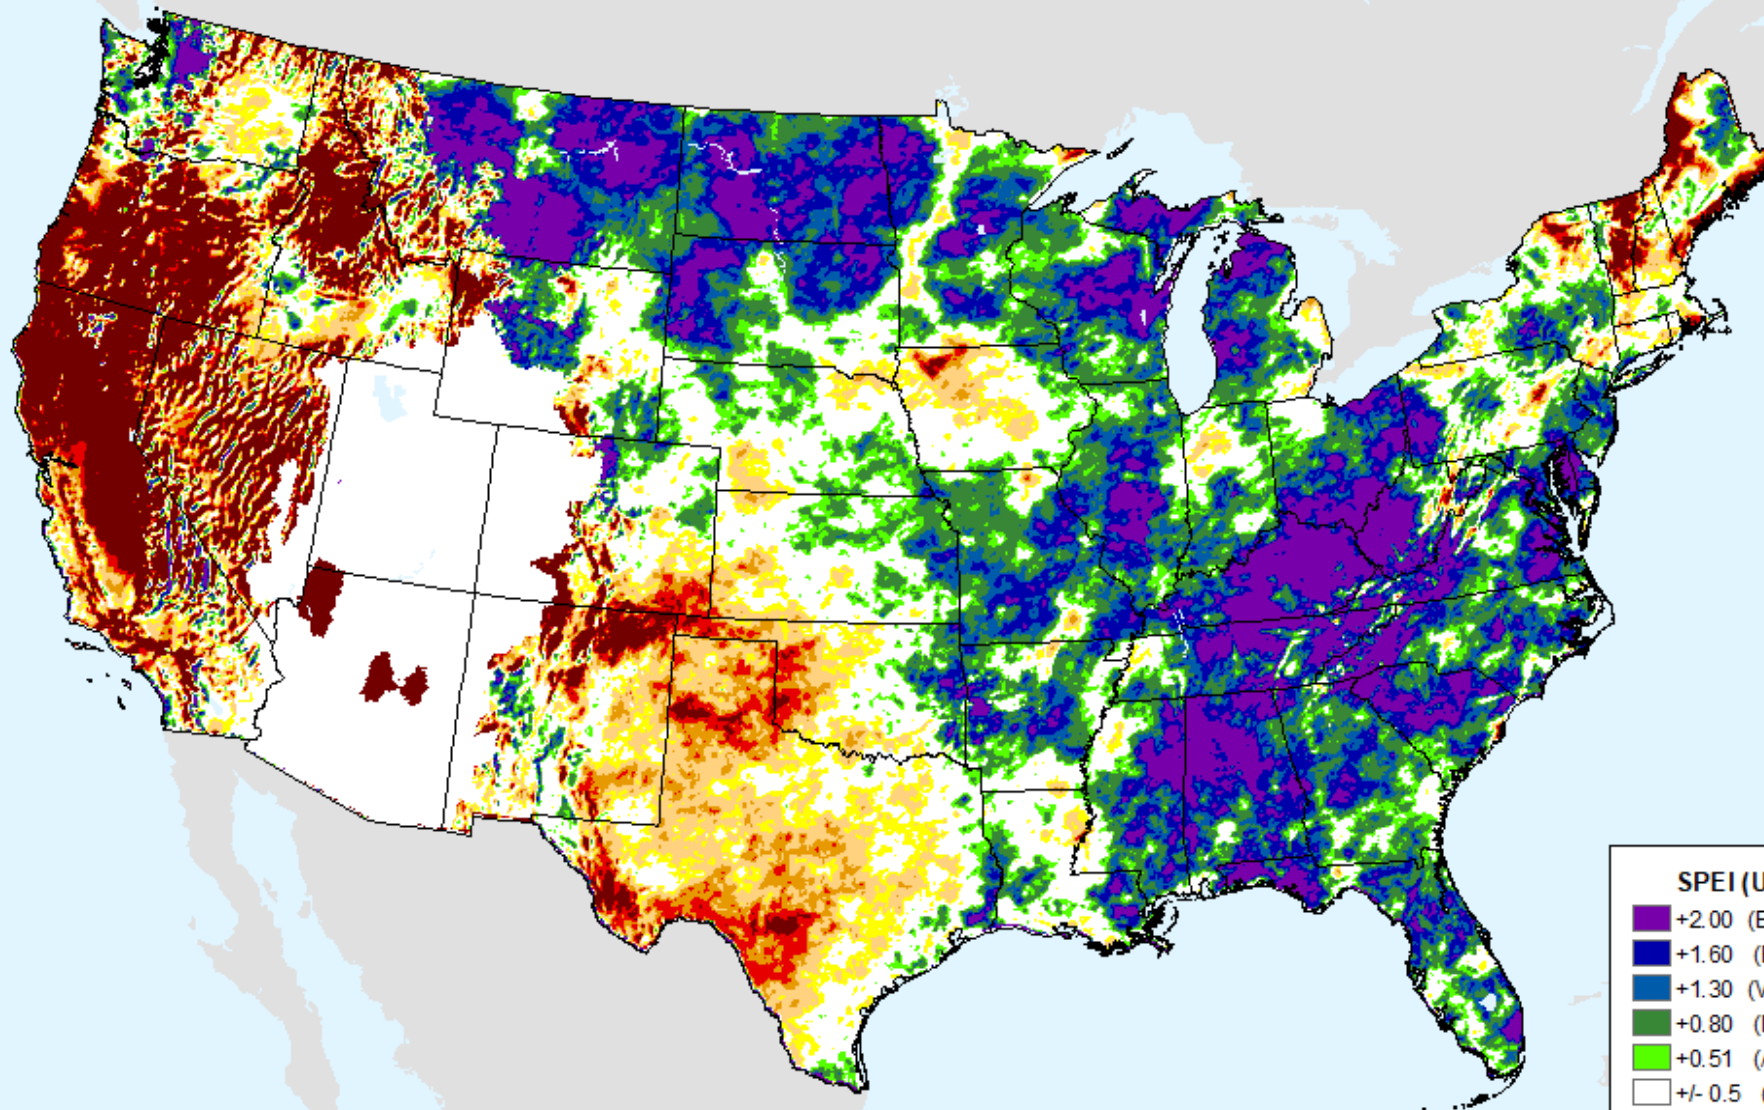 SPEI (U
+2.00 (E
+1.60 (
+1.30 (V
+0.80 (
+0.51 (
+/- 0.5 (